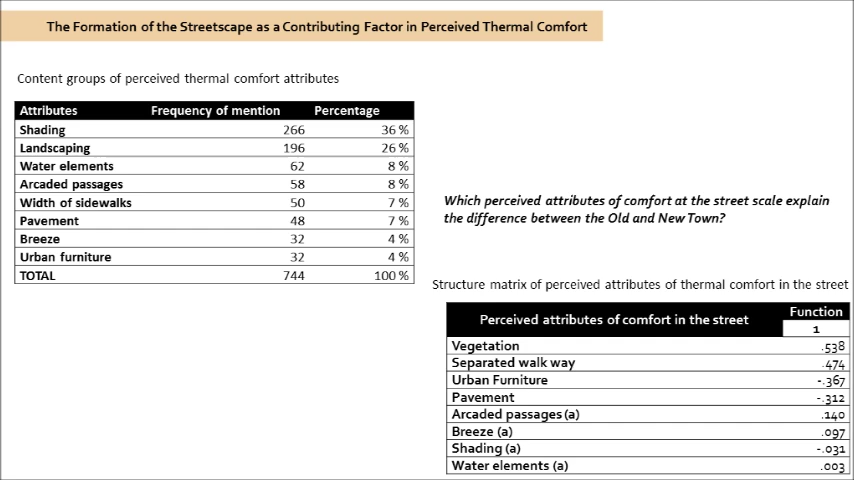 The Formation of the Streetscape as a Contributing Factor in Perceived Thermal Comfort
Content groups of perceived thermal comfort attributes
Attributes Frequency of mention Percentage
Shading 266 36 %
Landscaping 196 26 %
Water elements 62 8 %
Arcaded passages 58 8 %
Width of sidewalks 50 7 %
Pavement 48 7 %
Breeze 32 4 %
Urban furniture 32 4 %
TOTAL 744 100 %
Which perceived attributes of comfort at the street scale explain
the difference between the Old and New Town?
Structure matrix of perceived attributes of thermal comfort in the street
Perceived attributes of comfort in the street Function
1
Vegetation .538
Separated walk way .474
Urban Furniture -.367
Pavement -.312
Arcaded passages (a) .140
Breeze (a) .097
Shading (a) -.031
Water elements (a) .003